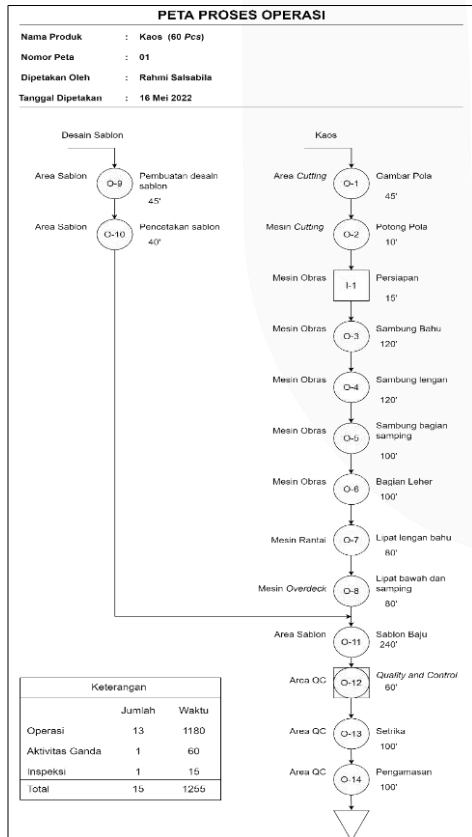 PETA PROSES OPERASI
Nama Produk : Kaos (60 Pcs)
Nomor Peta : 01
Dipetakan Oleh : Rahmi Salsabila
Tanggal Dipetakan : 16 Mei 2022
Desain Sablon
Area Sablon O-9 Pembuatan desain
sablon
45'
Area Sablon O-10 Pencetakan sablon
40'
Kaos
Area Cutting O-1 Gambar Pola
45'
Mesin Cutting O-2 Potong Pola
10'
Mesin Obras I-1 Persiapan
15'
Mesin Obras O-3 Sambung Bahu
120'
Mesin Obras O-4 Sambung lengan
120'
Mesin Obras O-5 Sambung bagian
samping
100'
Mesin Obras O-6 Bagian Leher
100'
Mesin Rantai O-7 Lipat lengan bahu
80'
Mesin Overdeck O-8 Lipat bawah dan
samping
80'
Area Sablon O-11 Sablon Baju
240'
Area QC O-12 Quality and Control
60'
Area QC O-13 Setrika
100'
Area QC O-14 Pengamasan
100'
Keterangan
Jumlah Waktu
Operasi 13 1180
Aktivitas Ganda 1 60
Inspeksi 1 15
Total 15 1255